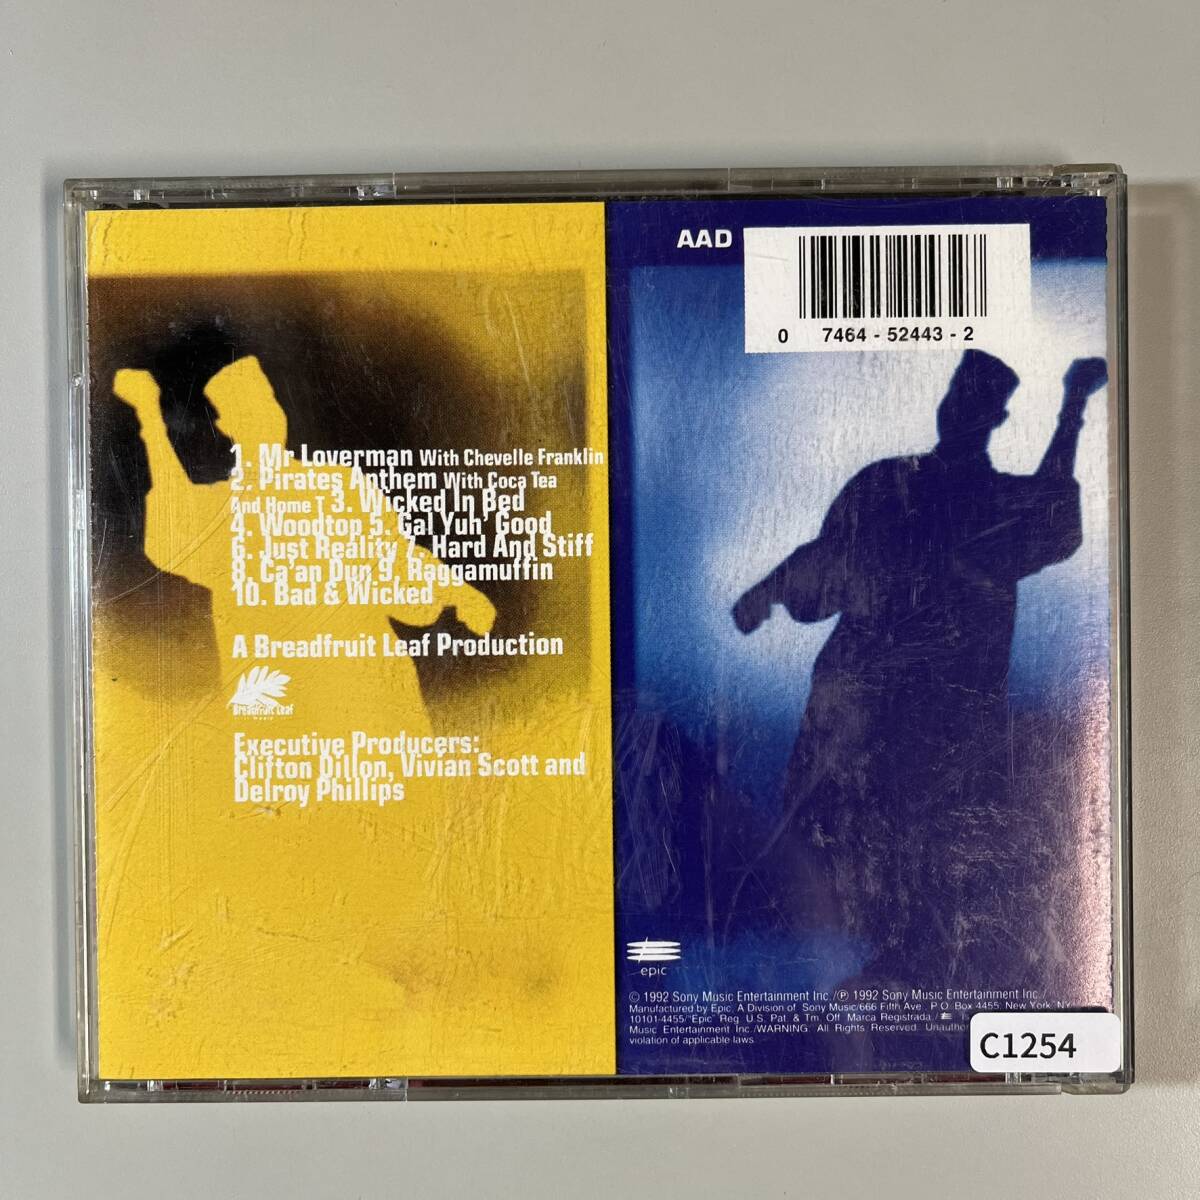 1. Mr Loverman With Chevelle Franklin
2. Pirates Anthem With Coca Tea
And Home T 3. Wicked In Bed
4. Woodtop 5. Gal Yuh' Good
6. Just Reality 7. Hard And Stiff
8. Ca'an Dun 9. Raggamuffin
10. Bad & Wicked
A Breadfruit Leaf Production
Breadfruit Leaf
music
Executive Producers:
Clifton Dillon, Vivian Scott and
Delroy Phillips
AAD
0 7464 - 52443 - 2
epic
© 1992 Sony Music Entertainment Inc./℗ 1992 Sony Music Entertainment Inc./
Manufactured by Epic, A Division of Sony Music/666 Fifth Ave. P.O. Box 4455, New York, NY
10101-4455/"Epic" Reg. U.S. Pat. & Tm. Off. Marca Registrada./
Music Entertainment Inc./WARNING: All Rights Reserved.
violation of applicable laws.
C1254